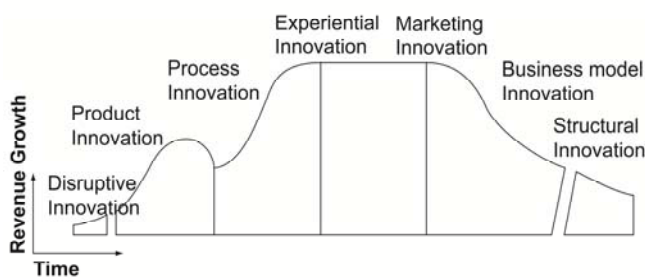 Experiential
Innovation
Marketing
Innovation
Process
Innovation
Business model
Innovation
Product
Innovation
Structural
Innovation
Disruptive
Innovation
Revenue Growth
Time